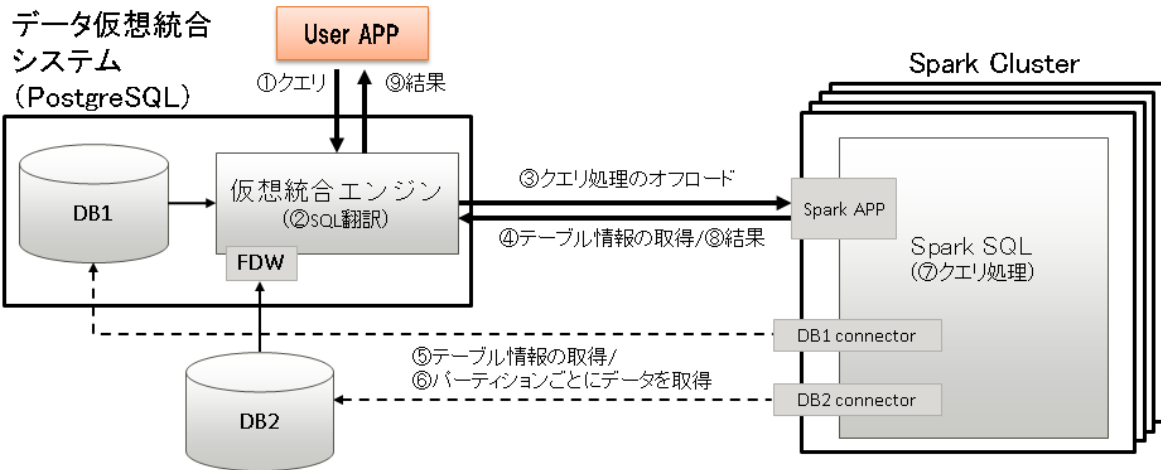 データ仮想統合
システム
(PostgreSQL)
User APP
①クエリ
⑨結果
DB1
仮想統合エンジン
(②SQL翻訳)
FDW
DB2
③クエリ処理のオフロード
④テーブル情報の取得/⑧結果
⑤テーブル情報の取得/
⑥パーティションごとにデータを取得
Spark Cluster
Spark APP
Spark SQL
(⑦クエリ処理)
DB1 connector
DB2 connector